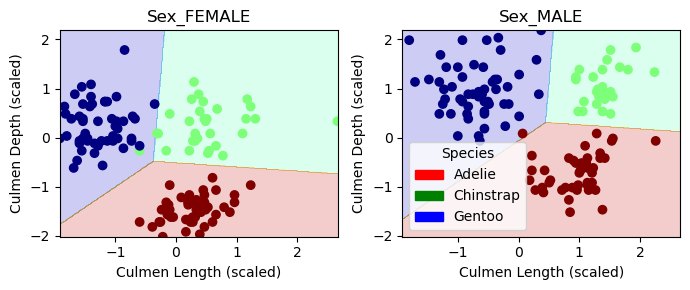 Sex_FEMALE
Culmen Depth (scaled)
2
1
0
−1
−2
−1
0
1
2
Culmen Length (scaled)
Sex_MALE
Culmen Depth (scaled)
2
1
0
−1
−2
Species
Adelie
Chinstrap
Gentoo
−1
0
1
2
Culmen Length (scaled)